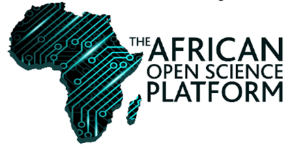 THE AFRICAN
OPEN SCIENCE
PLATFORM